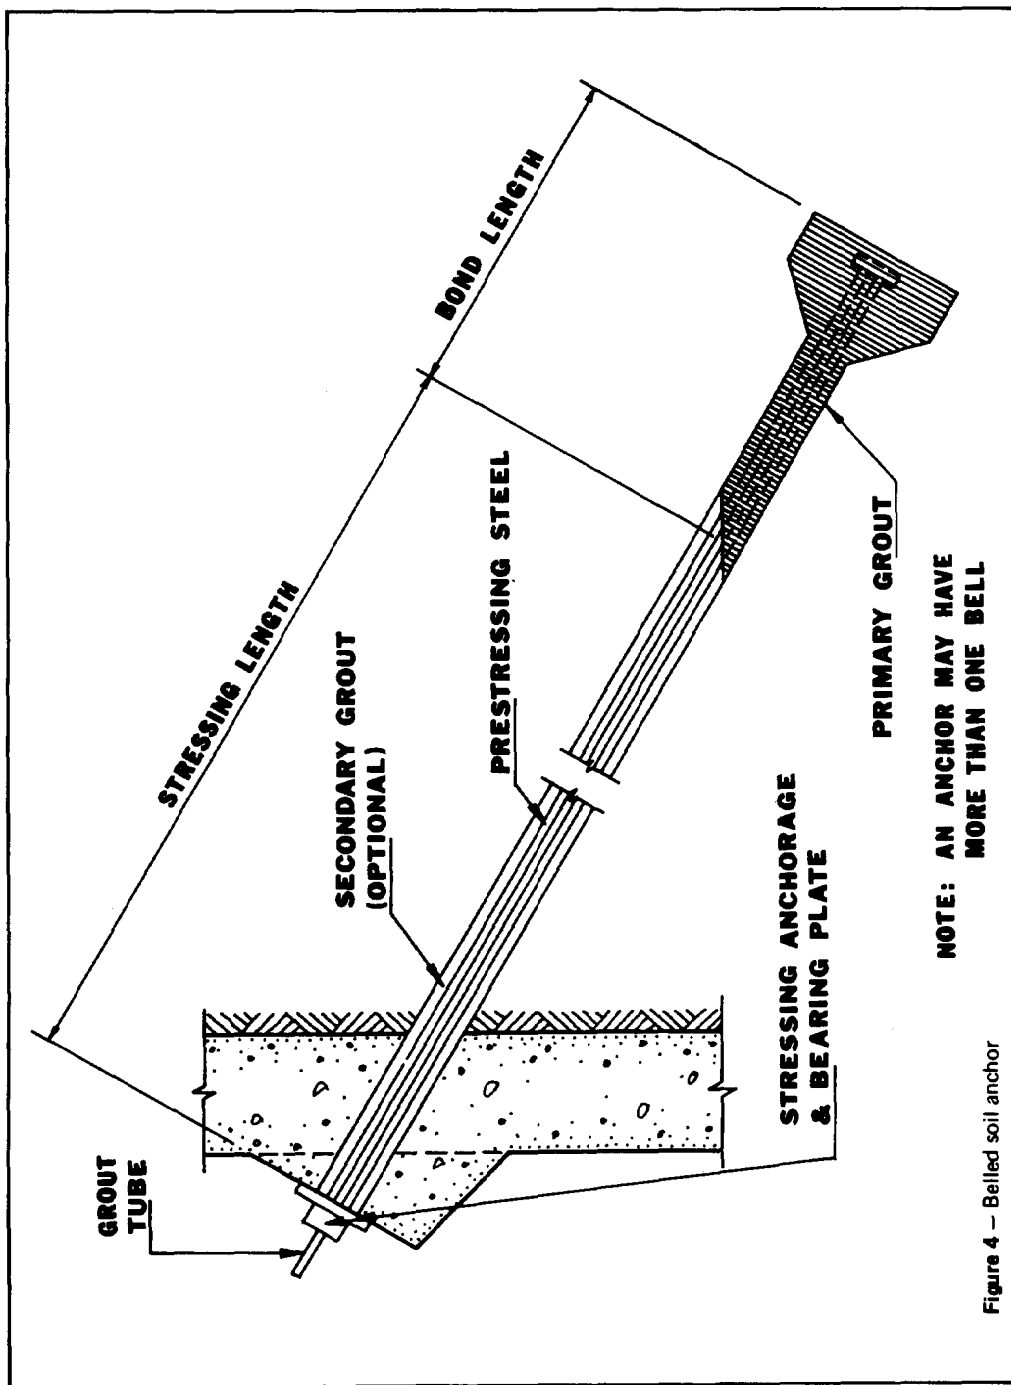 GROUT
TUBE
STRESSING LENGTH
BOND LENGTH
SECONDARY GROUT
(OPTIONAL)
PRESTRESSING STEEL
STRESSING ANCHORAGE
& BEARING PLATE
PRIMARY GROUT
NOTE: AN ANCHOR MAY HAVE
MORE THAN ONE BELL
Figure 4 – Belled soil anchor